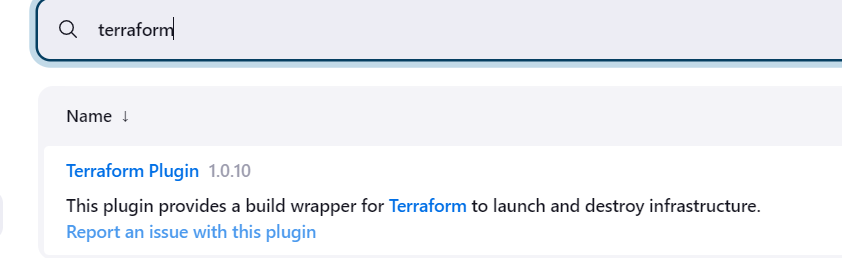 terraform
Name ↓
Terraform Plugin 1.0.10
This plugin provides a build wrapper for Terraform to launch and destroy infrastructure.
Report an issue with this plugin